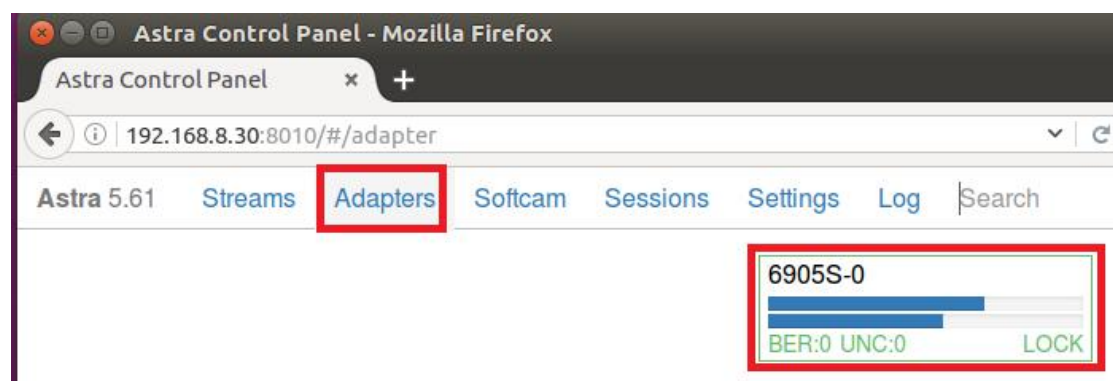 Astra Control Panel - Mozilla Firefox
Astra Control Panel × +
192.168.8.30:8010/#/adapter
Astra 5.61 Streams Adapters Softcam Sessions Settings Log Search
6905S-0
BER:0 UNC:0 LOCK